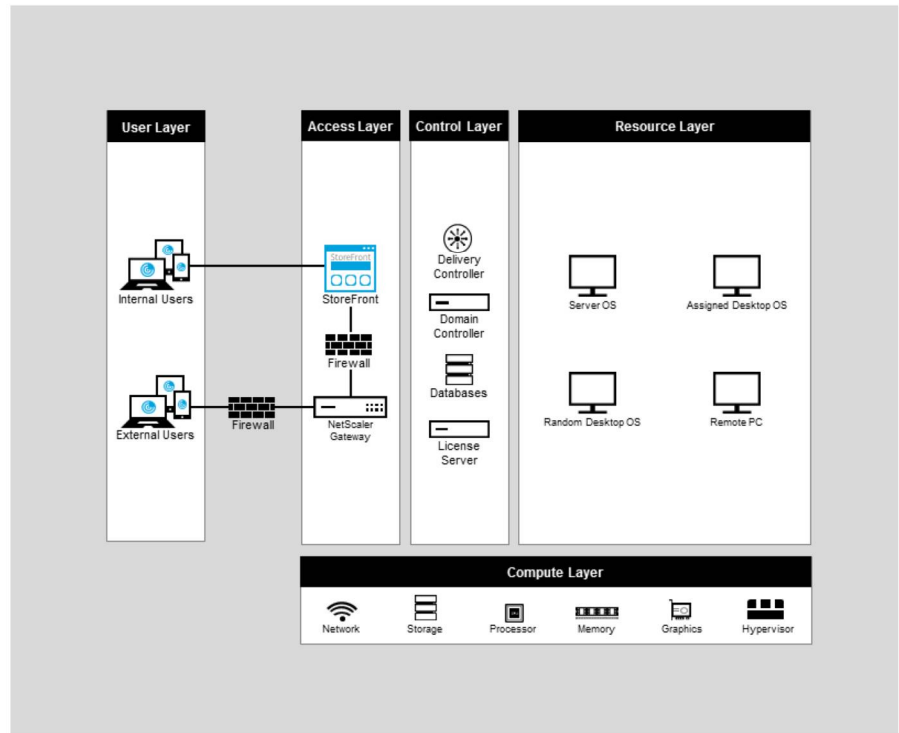 User Layer
Internal Users
External Users
Firewall
Access Layer
StoreFront
StoreFront
Firewall
NetScaler
Gateway
Control Layer
Delivery
Controller
Domain
Controller
Databases
License
Server
Resource Layer
Server OS
Assigned Desktop OS
Random Desktop OS
Remote PC
Compute Layer
Network
Storage
Processor
Memory
Graphics
Hypervisor